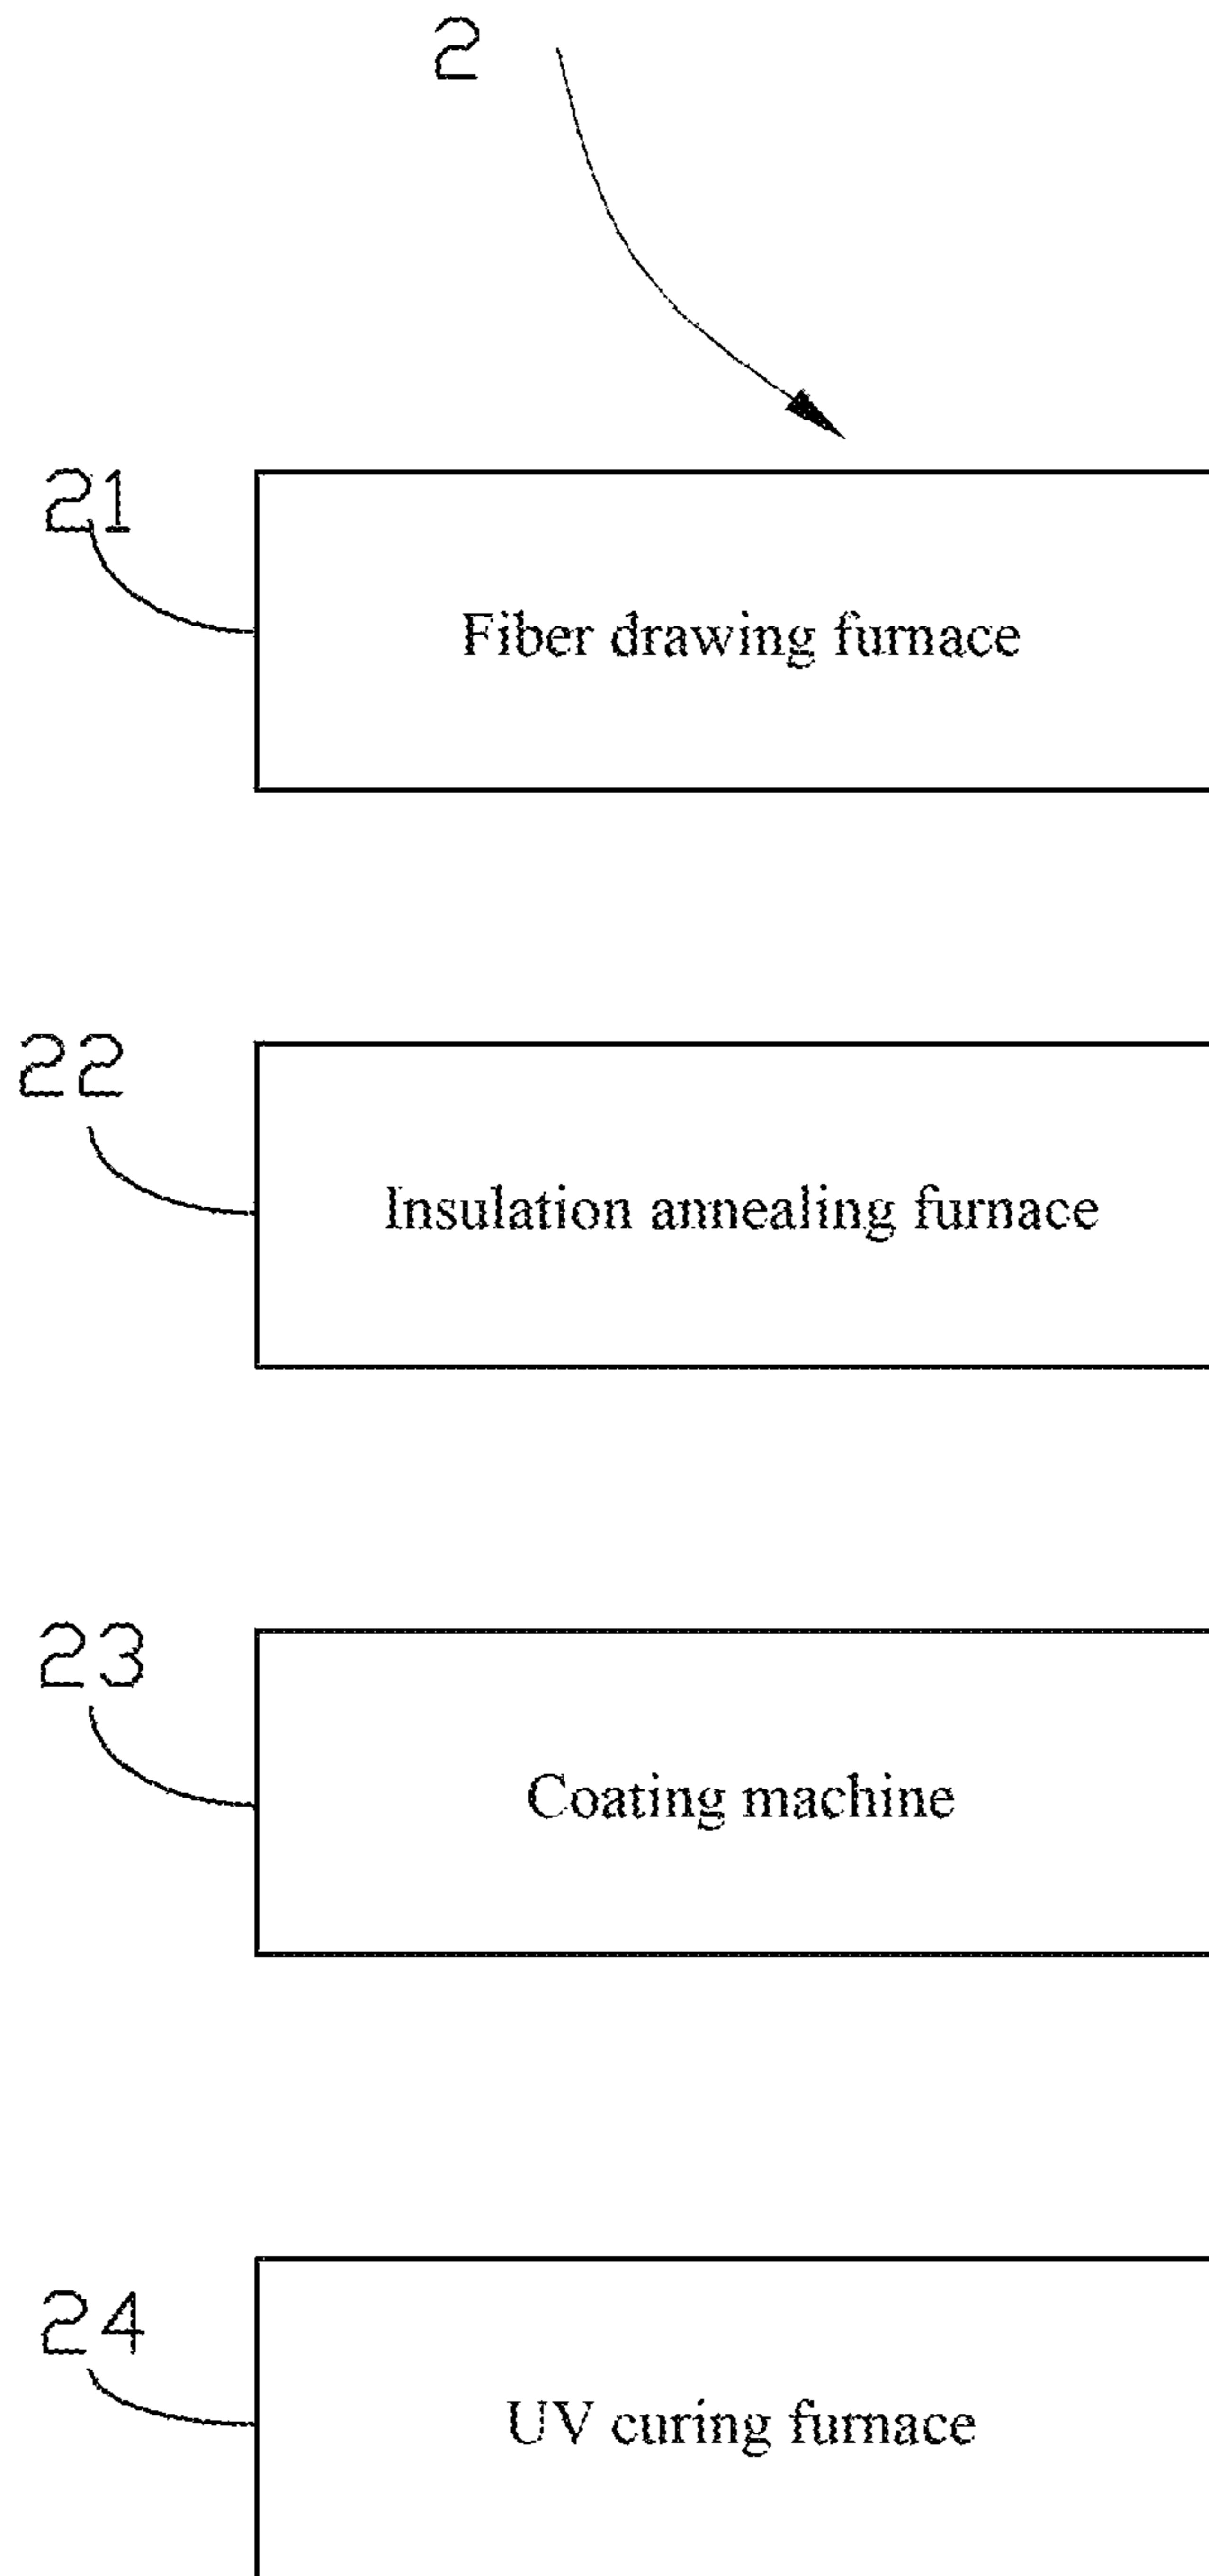 2
21
Fiber drawing furnace
22
Insulation annealing furnace
23
Coating machine
24
UV curing furnace